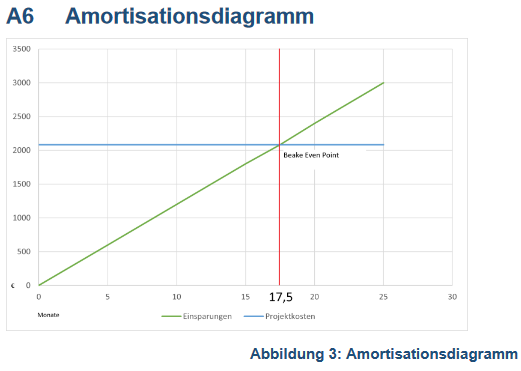 A6 Amortisationsdiagramm
3500
3000
2500
2000
Beake Even Point
1500
1000
500
€ 0
0 5 10 15 17,5 20 25 30
Monate
Einsparungen Projektkosten
Abbildung 3: Amortisationsdiagramm